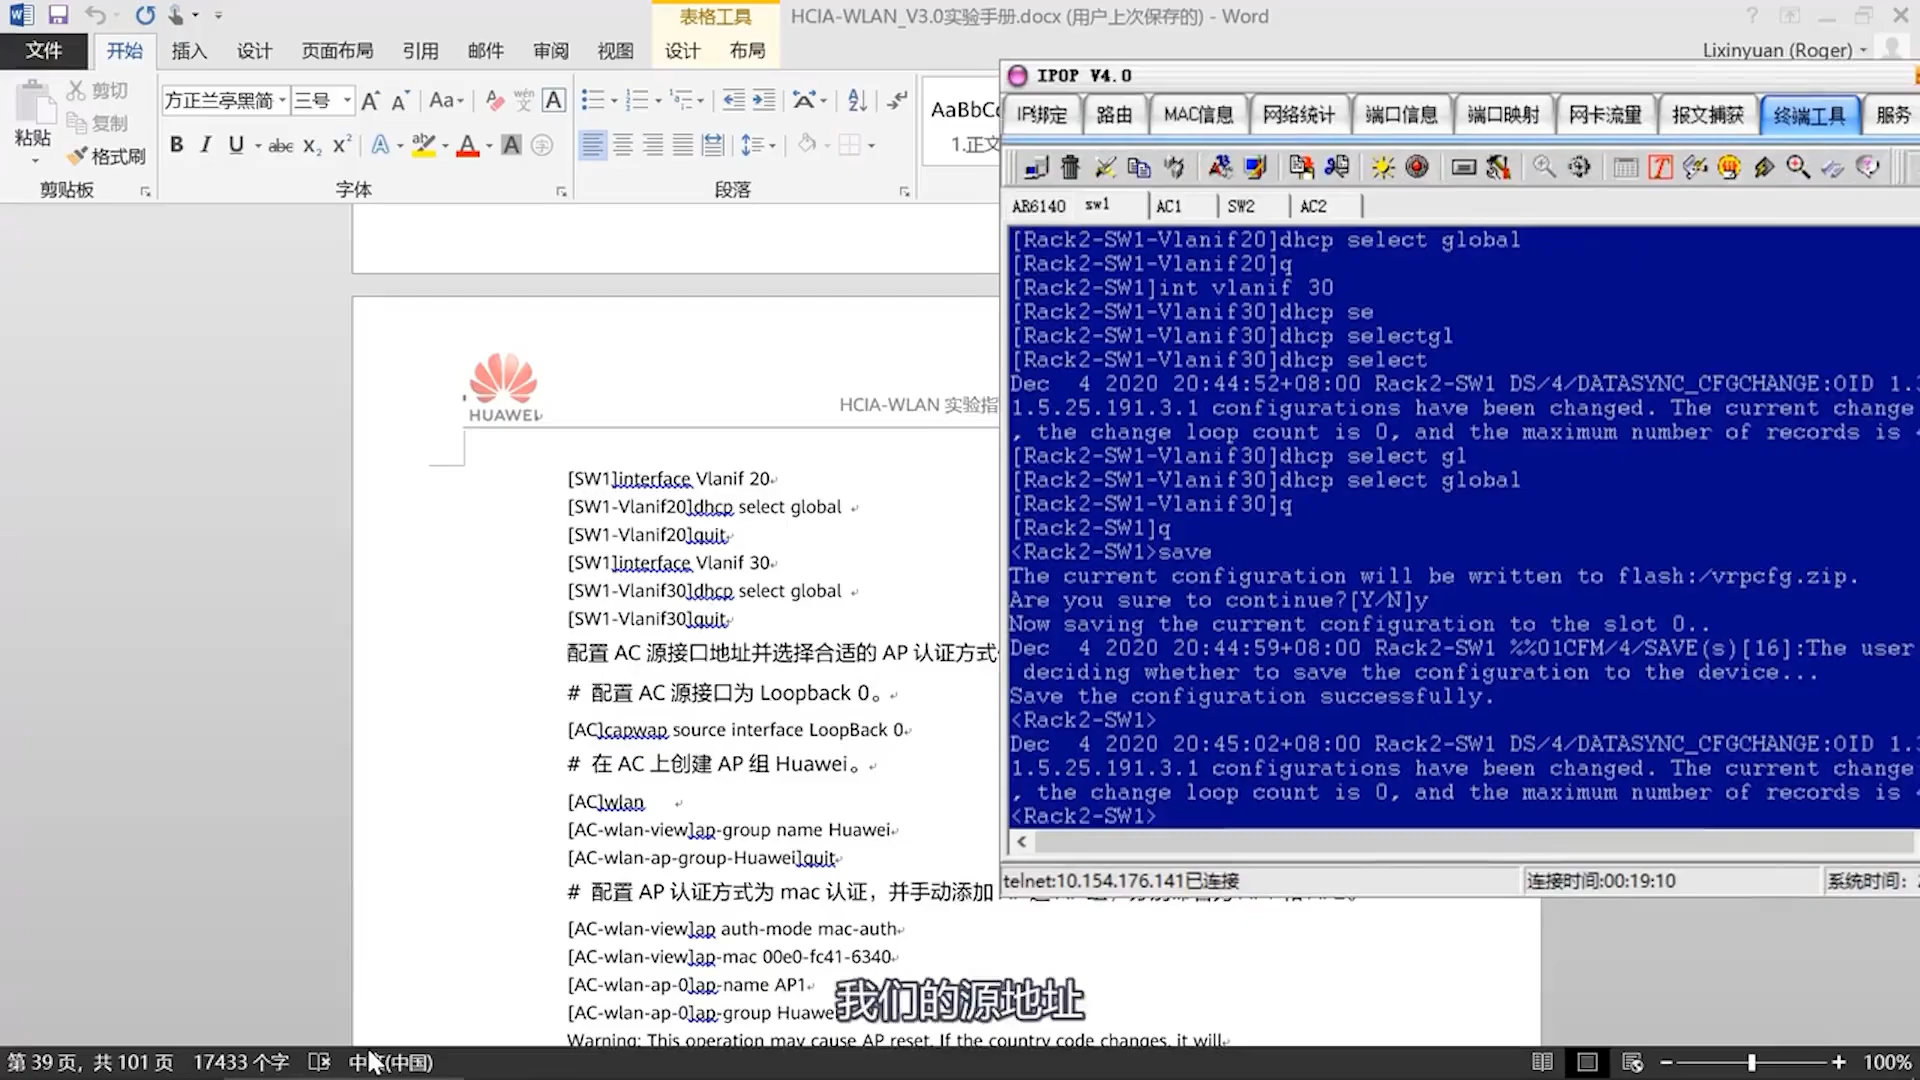 表格工具
HCIA-WLAN_V3.0实验手册.docx (用户上次保存的) - Word
文件
开始
插入
设计
页面布局
引用
邮件
审阅
视图
设计
布局
Lixinyuan (Roger)
粘贴
剪切
复制
格式刷
方正兰亭黑简
三号
剪贴板
字体
段落
AaBbCc
1.正文
IPOP V4.0
IP绑定
路由
MAC信息
网络统计
端口信息
端口映射
网卡流量
报文捕获
终端工具
服务
AR6140
sw1
AC1
SW2
AC2
[Rack2-SW1-Vlanif20]dhcp select global
[Rack2-SW1-Vlanif20]q
[Rack2-SW1]int vlanif 30
[Rack2-SW1-Vlanif30]dhcp se
[Rack2-SW1-Vlanif30]dhcp selectgl
[Rack2-SW1-Vlanif30]dhcp select
Dec  4 2020 20:44:52+08:00 Rack2-SW1 DS/4/DATASYNC_CFGCHANGE:OID 1.3
1.5.25.191.3.1 configurations have been changed. The current change
, the change loop count is 0, and the maximum number of records is
[Rack2-SW1-Vlanif30]dhcp select gl
[Rack2-SW1-Vlanif30]dhcp select global
[Rack2-SW1-Vlanif30]q
[Rack2-SW1]q
<Rack2-SW1>save
The current configuration will be written to flash:/vrpcfg.zip.
Are you sure to continue?[Y/N]y
Now saving the current configuration to the slot 0..
Dec  4 2020 20:44:59+08:00 Rack2-SW1 %%01CFM/4/SAVE(s)[16]:The user
 deciding whether to save the configuration to the device...
Save the configuration successfully.
<Rack2-SW1>
Dec  4 2020 20:45:02+08:00 Rack2-SW1 DS/4/DATASYNC_CFGCHANGE:OID 1.3
1.5.25.191.3.1 configurations have been changed. The current change
, the change loop count is 0, and the maximum number of records is
<Rack2-SW1>
telnet:10.154.176.141已连接
连接时间:00:19:10
系统时间:
HUAWEI
HCIA-WLAN 实验指
[SW1]interface Vlanif 20
[SW1-Vlanif20]dhcp select global
[SW1-Vlanif20]quit
[SW1]interface Vlanif 30
[SW1-Vlanif30]dhcp select global
[SW1-Vlanif30]quit
配置 AC 源接口地址并选择合适的 AP 认证方式
# 配置 AC 源接口为 Loopback 0。
[AC]capwap source interface LoopBack 0
# 在 AC 上创建 AP 组 Huawei。
[AC]wlan
[AC-wlan-view]ap-group name Huawei
[AC-wlan-ap-group-Huawei]quit
# 配置 AP 认证方式为 mac 认证，并手动添加
[AC-wlan-view]ap auth-mode mac-auth
[AC-wlan-view]ap-mac 00e0-fc41-6340
[AC-wlan-ap-0]ap-name AP1
[AC-wlan-ap-0]ap-group Huawe
Warning: This operation may cause AP reset. If the country code changes, it will
我们的源地址
第 39 页，共 101 页
17433 个字
中文(中国)
100%